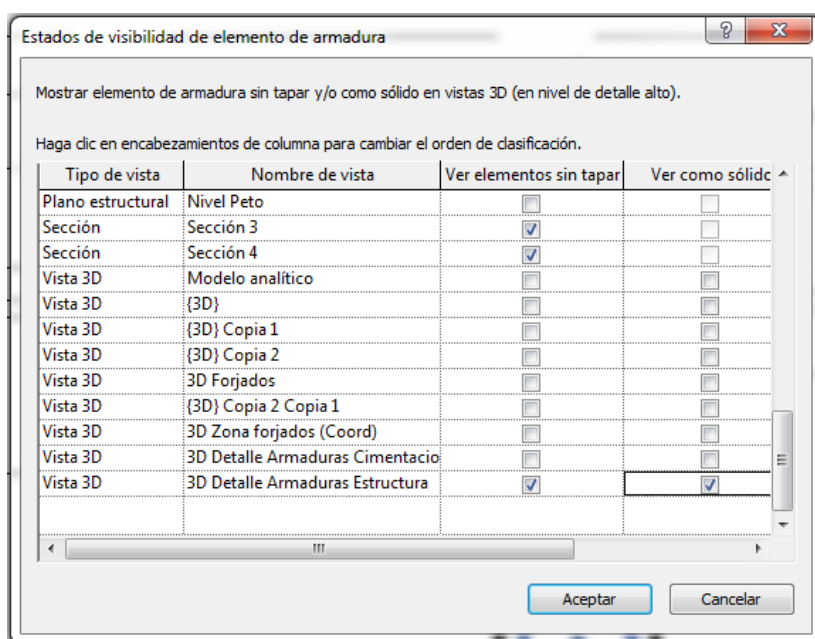 Estados de visibilidad de elemento de armadura
Mostrar elemento de armadura sin tapar y/o como sólido en vistas 3D (en nivel de detalle alto).
Haga clic en encabezamientos de columna para cambiar el orden de clasificación.
Tipo de vista Nombre de vista Ver elementos sin tapar Ver como sólido
Plano estructural Nivel Peto
Sección Sección 3
Sección Sección 4
Vista 3D Modelo analítico
Vista 3D {3D}
Vista 3D {3D} Copia 1
Vista 3D {3D} Copia 2
Vista 3D 3D Forjados
Vista 3D {3D} Copia 2 Copia 1
Vista 3D 3D Zona forjados (Coord)
Vista 3D 3D Detalle Armaduras Cimentacio
Vista 3D 3D Detalle Armaduras Estructura
Aceptar Cancelar